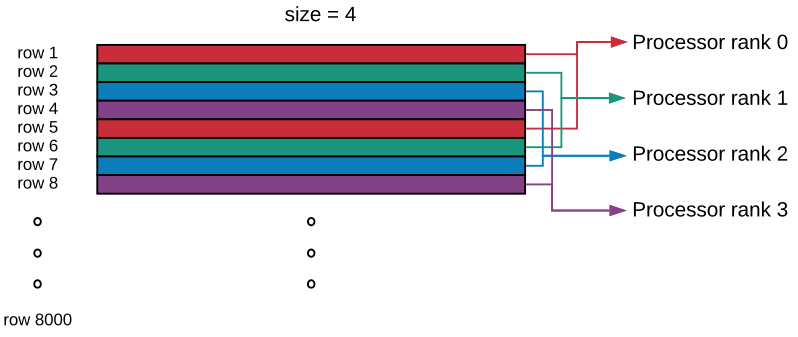 size = 4
row 1
row 2
row 3
row 4
row 5
row 6
row 7
row 8
row 8000
Processor rank 0
Processor rank 1
Processor rank 2
Processor rank 3